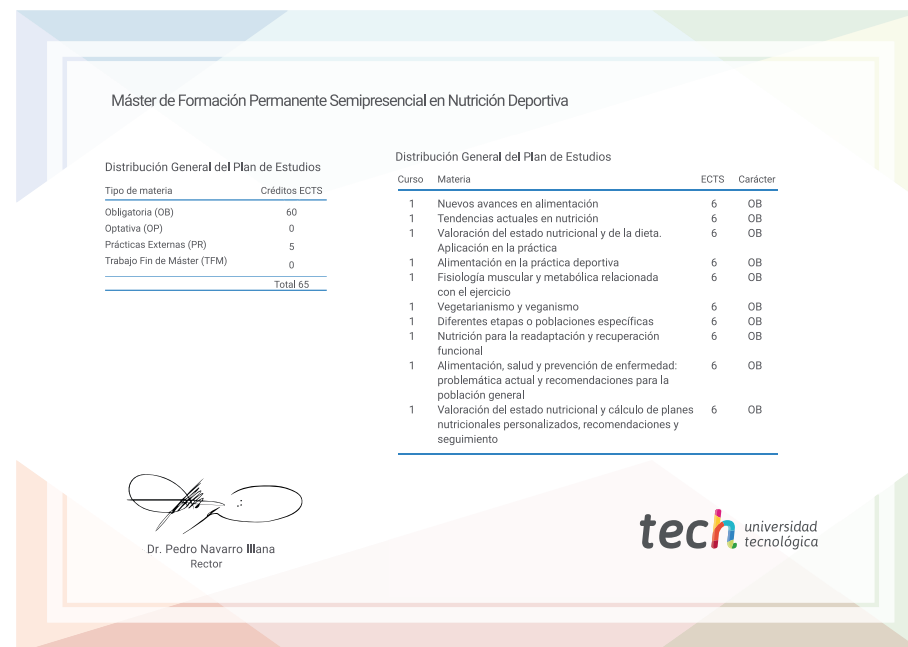 Máster de Formación Permanente Semipresencial en Nutrición Deportiva
Distribución General del Plan de Estudios
Tipo de materia Créditos ECTS
Obligatoria (OB) 60
Optativa (OP) 0
Prácticas Externas (PR) 5
Trabajo Fin de Máster (TFM) 0
Total 65
Distribución General del Plan de Estudios
Curso Materia ECTS Carácter
1 Nuevos avances en alimentación 6 OB
1 Tendencias actuales en nutrición 6 OB
1 Valoración del estado nutricional y de la dieta. 6 OB
Aplicación en la práctica
1 Alimentación en la práctica deportiva 6 OB
1 Fisiología muscular y metabólica relacionada 6 OB
con el ejercicio
1 Vegetarianismo y veganismo 6 OB
1 Diferentes etapas o poblaciones específicas 6 OB
1 Nutrición para la readaptación y recuperación 6 OB
funcional
1 Alimentación, salud y prevención de enfermedad: 6 OB
problemática actual y recomendaciones para la
población general
1 Valoración del estado nutricional y cálculo de planes 6 OB
nutricionales personalizados, recomendaciones y
seguimiento
Dr. Pedro Navarro Illana
Rector
tech universidad
tecnológica